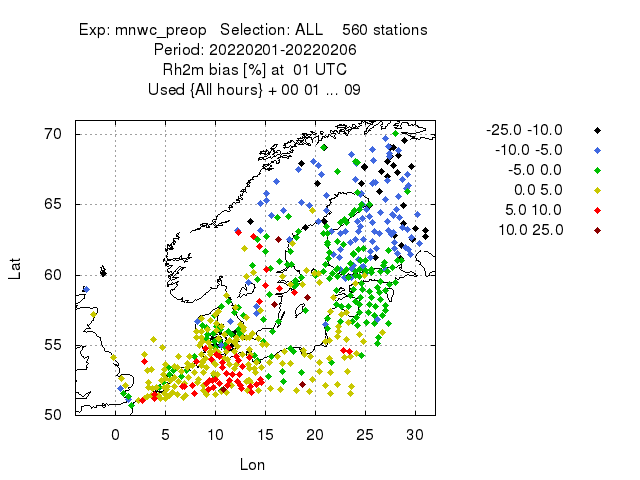 Exp: mnwc_preop Selection: ALL 560 stations
Period: 20220201-20220206
Rh2m bias [%] at 01 UTC
Used {All hours} + 00 01 ... 09
-25.0 -10.0
-10.0 -5.0
-5.0 0.0
0.0 5.0
5.0 10.0
10.0 25.0
70
65
60
55
50
Lat
0 5 10 15 20 25 30
Lon